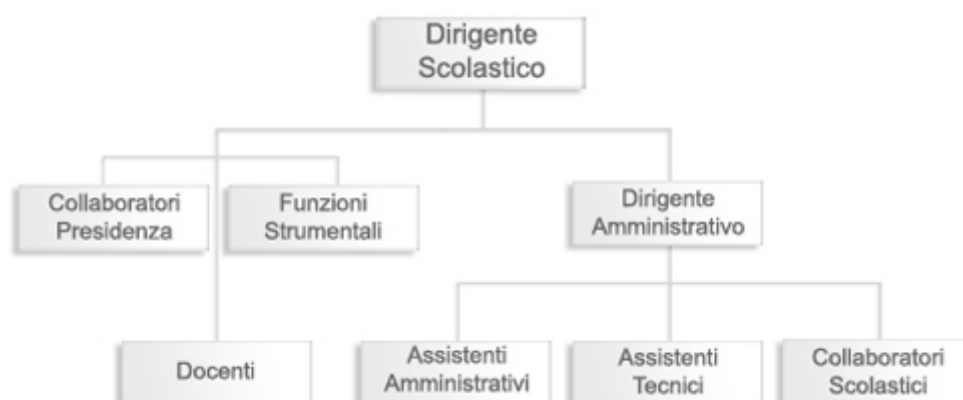 Dirigente
Scolastico
Collaboratori
Presidenza
Funzioni
Strumentali
Dirigente
Amministrativo
Docenti
Assistenti
Amministrativi
Assistenti
Tecnici
Collaboratori
Scolastici